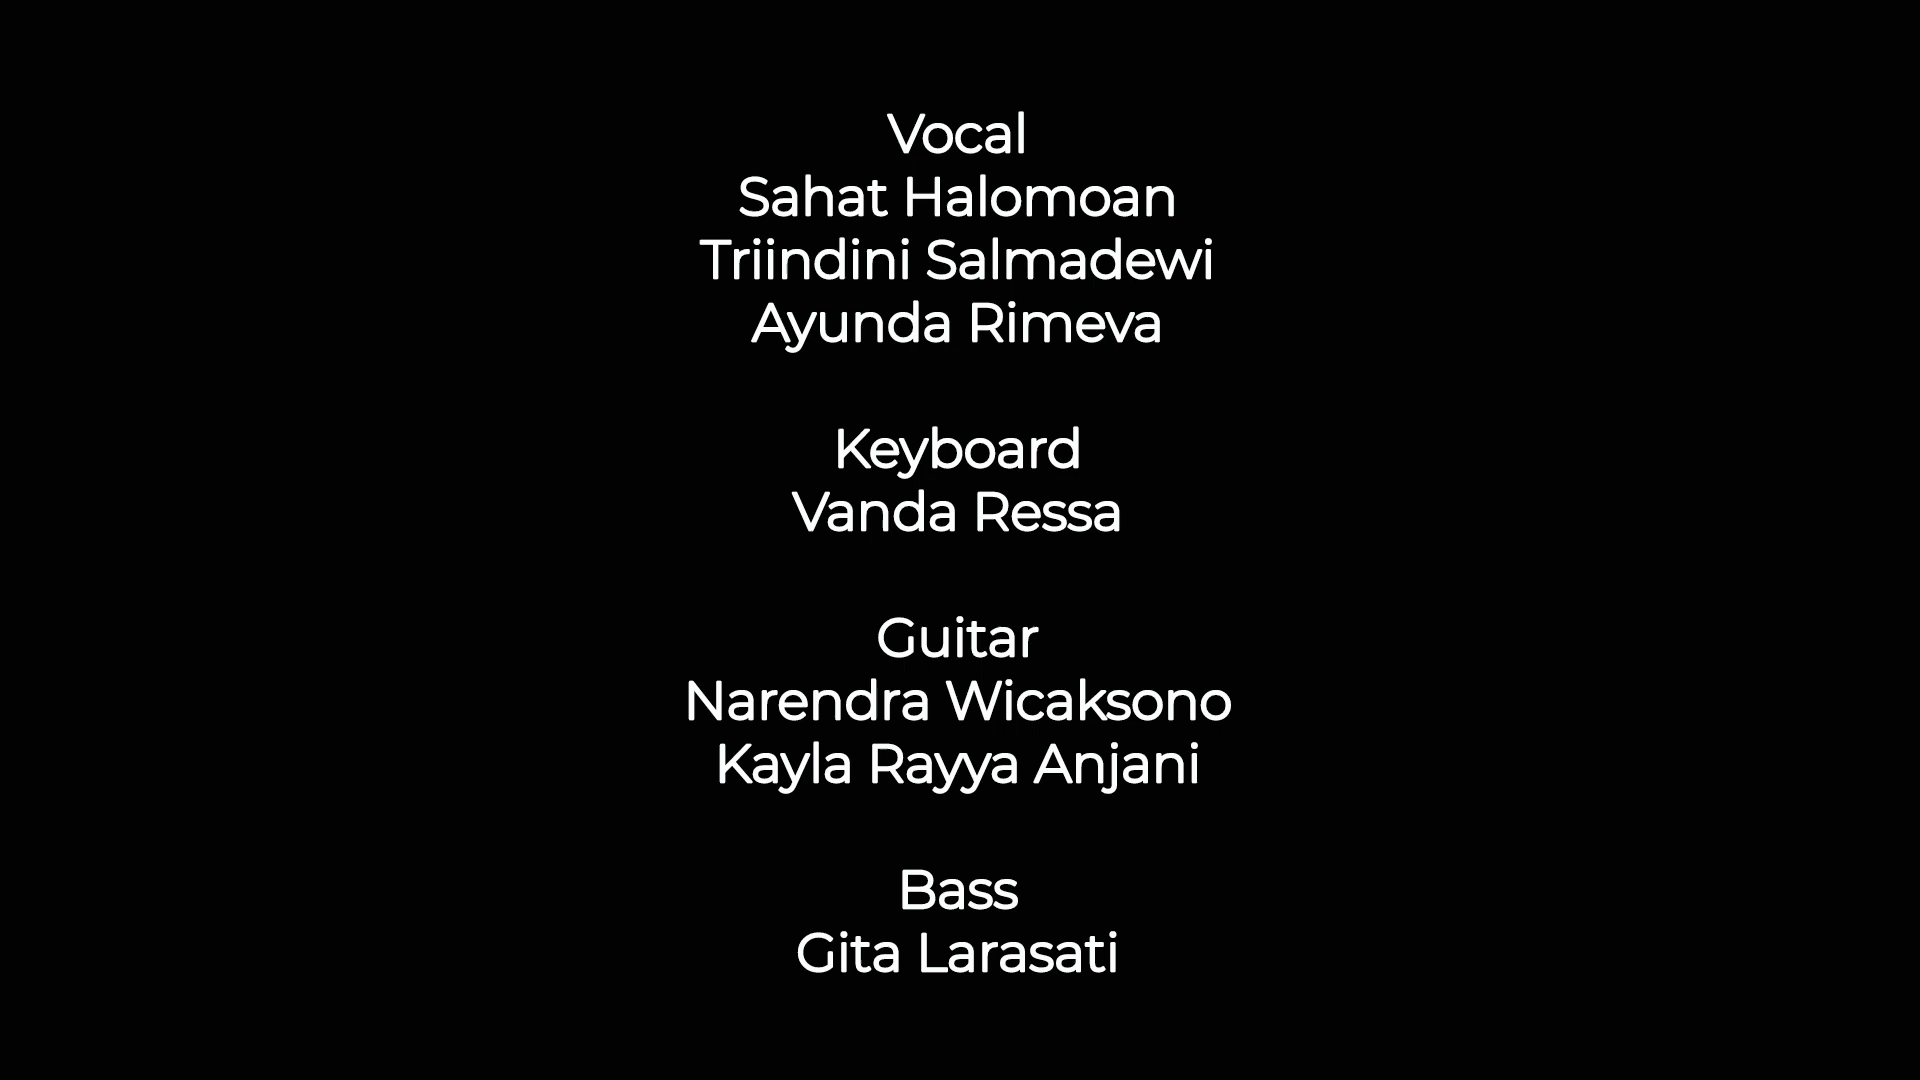 Vocal
Sahat Halomoan
Triindini Salmadewi
Ayunda Rimeva
Keyboard
Vanda Ressa
Guitar
Narendra Wicaksono
Kayla Rayya Anjani
Bass
Gita Larasati